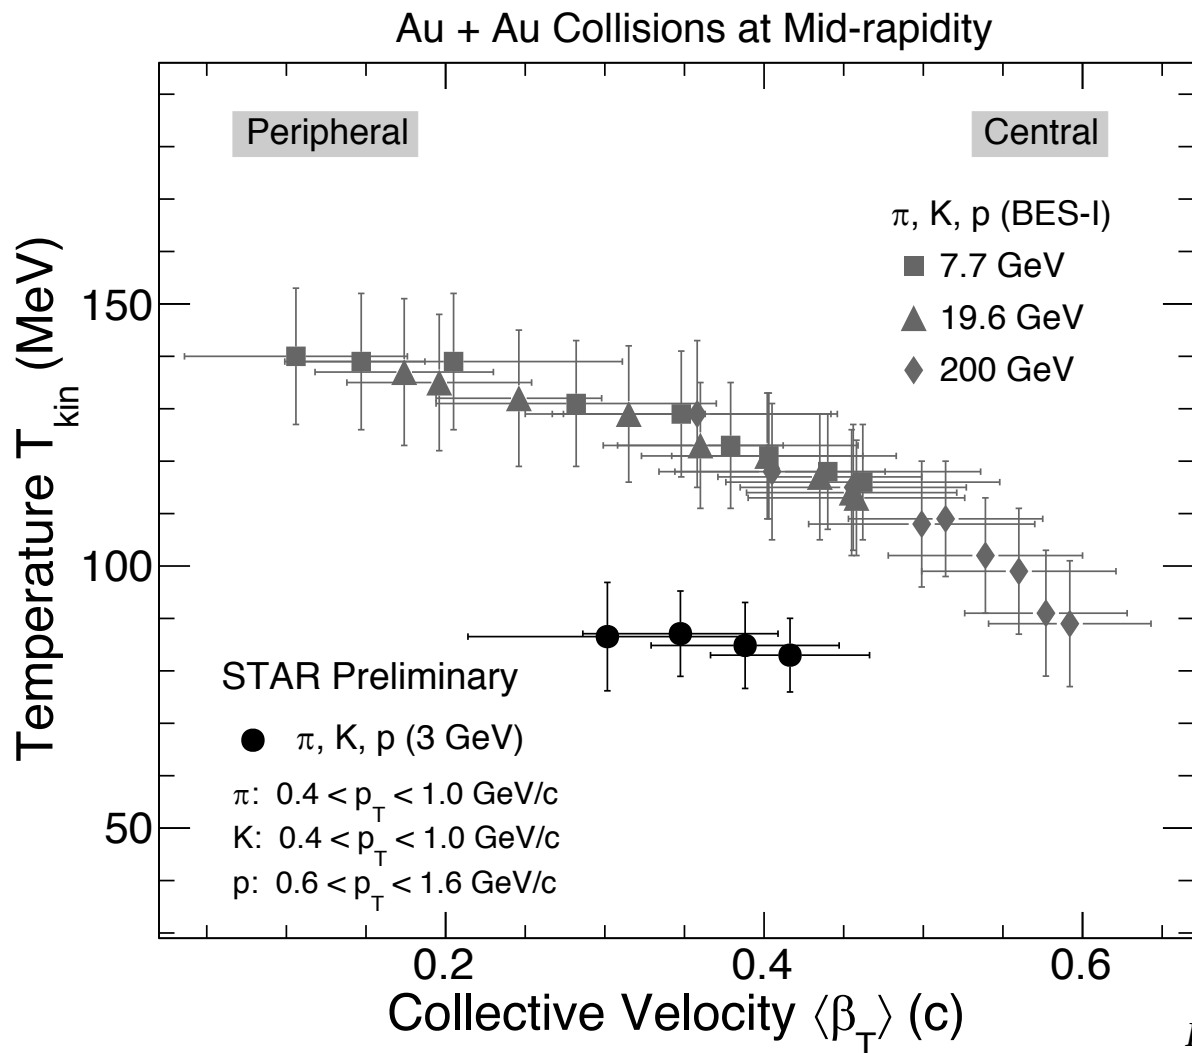 Au + Au Collisions at Mid-rapidity
Peripheral
Central
π, K, p (BES-I)
7.7 GeV
19.6 GeV
200 GeV
150
100
50
Temperature T_kin (MeV)
STAR Preliminary
π, K, p (3 GeV)
π: 0.4 < p_T < 1.0 GeV/c
K: 0.4 < p_T < 1.0 GeV/c
p: 0.6 < p_T < 1.6 GeV/c
0.2
0.4
0.6
Collective Velocity ⟨β_T⟩ (c)